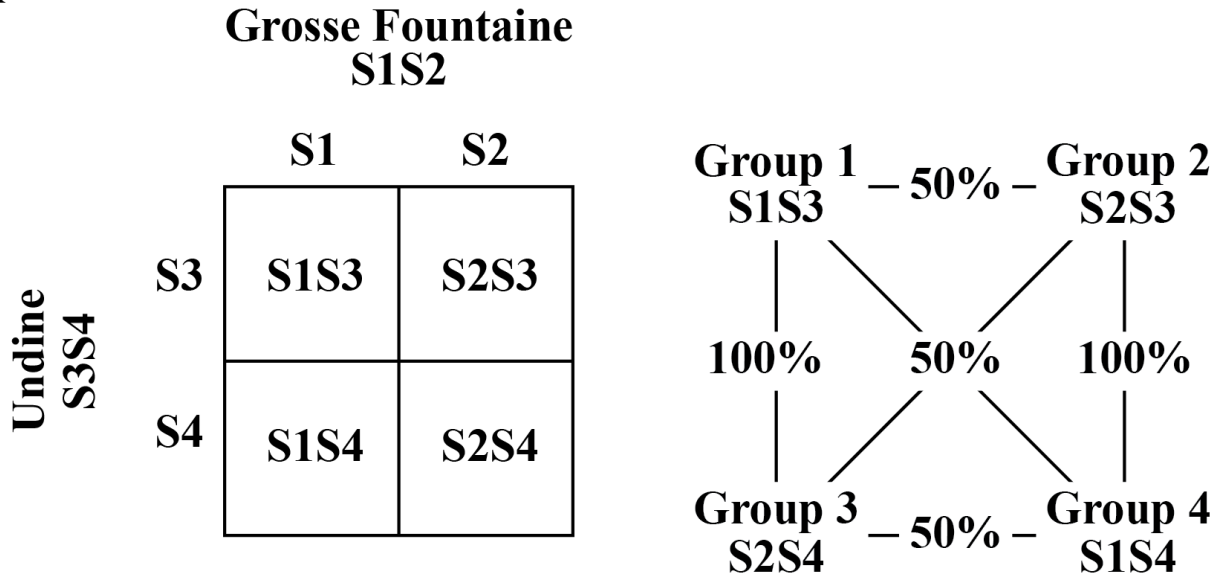 Grosse Fountaine
S1S2
S1 S2
Undine
S3S4
S3 S1S3 S2S3
S4 S1S4 S2S4
Group 1 50% Group 2
S1S3 S2S3
100% 50% 100%
Group 3 50% Group 4
S2S4 S1S4